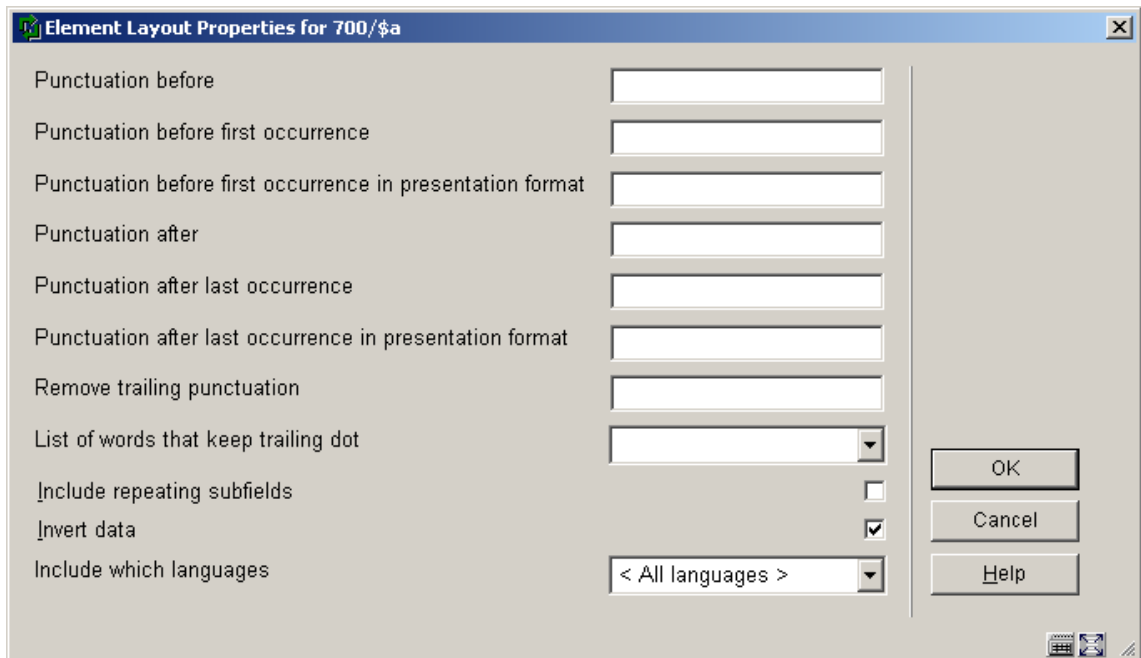 Element Layout Properties for 700/$a
Punctuation before
Punctuation before first occurrence
Punctuation before first occurrence in presentation format
Punctuation after
Punctuation after last occurrence
Punctuation after last occurrence in presentation format
Remove trailing punctuation
List of words that keep trailing dot
Include repeating subfields
Invert data
Include which languages
< All languages >
OK
Cancel
Help